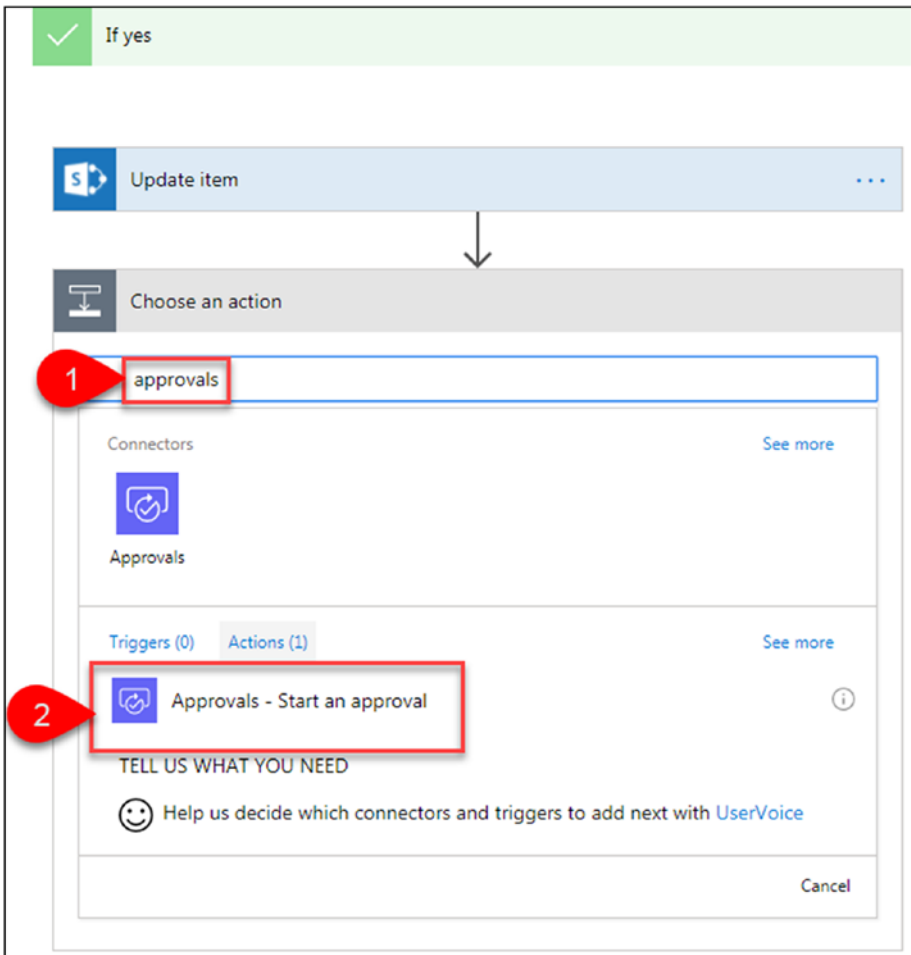 If yes
S
Update item
...
Choose an action
1
approvals
Connectors
See more
Approvals
Triggers (0) Actions (1) See more
2
Approvals - Start an approval
TELL US WHAT YOU NEED
Help us decide which connectors and triggers to add next with UserVoice
Cancel